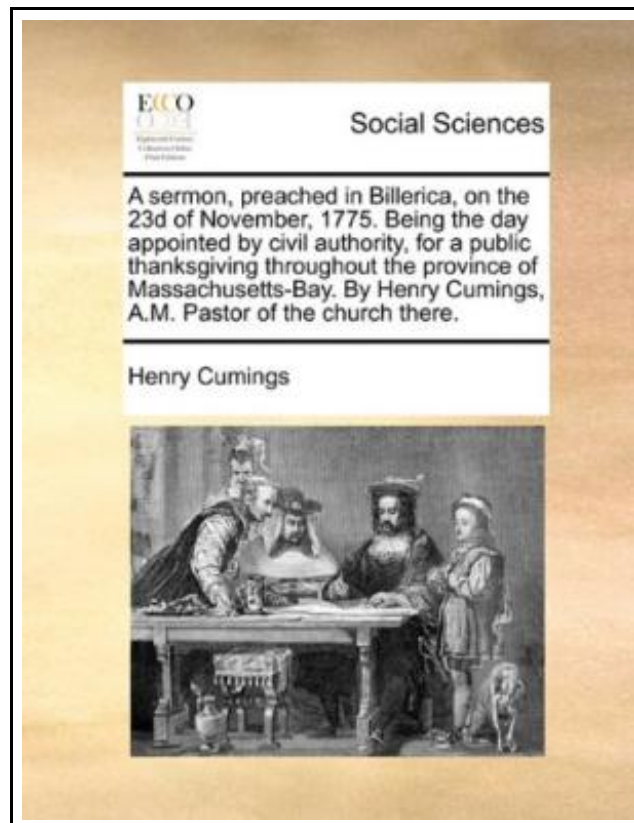 ECCO
Social Sciences
A sermon, preached in Billerica, on the
23d of November, 1775. Being the day
appointed by civil authority, for a public
thanksgiving throughout the province of
Massachusetts-Bay. By Henry Cumings,
A.M. Pastor of the church there.
Henry Cumings